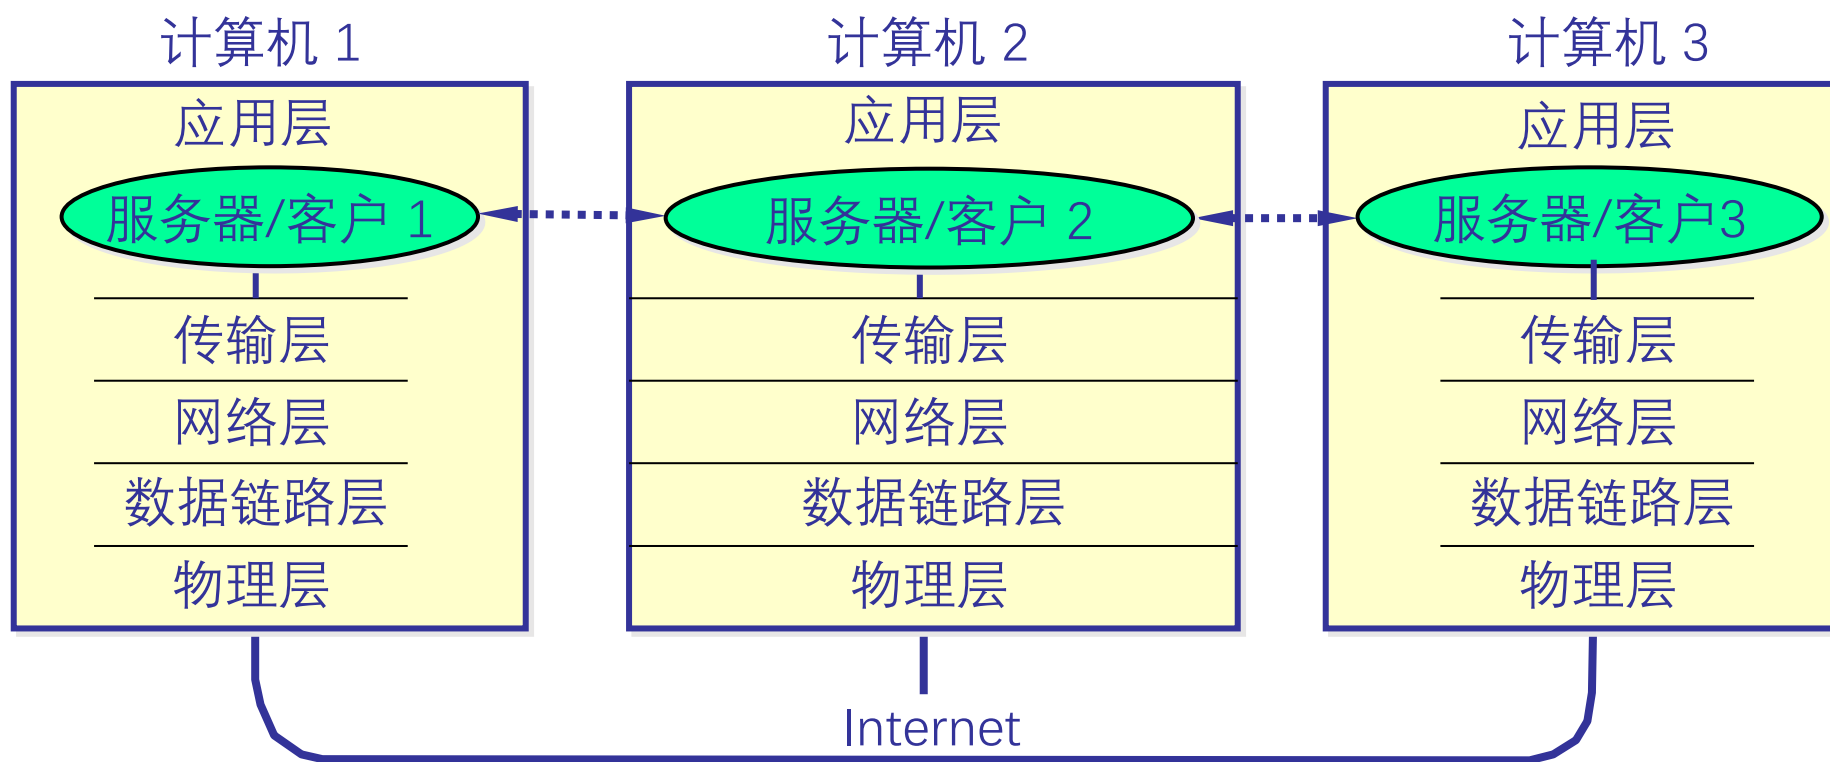 计算机 1
应用层
服务器/客户 1
传输层
网络层
数据链路层
物理层
计算机 2
应用层
服务器/客户 2
传输层
网络层
数据链路层
物理层
计算机 3
应用层
服务器/客户3
传输层
网络层
数据链路层
物理层
Internet